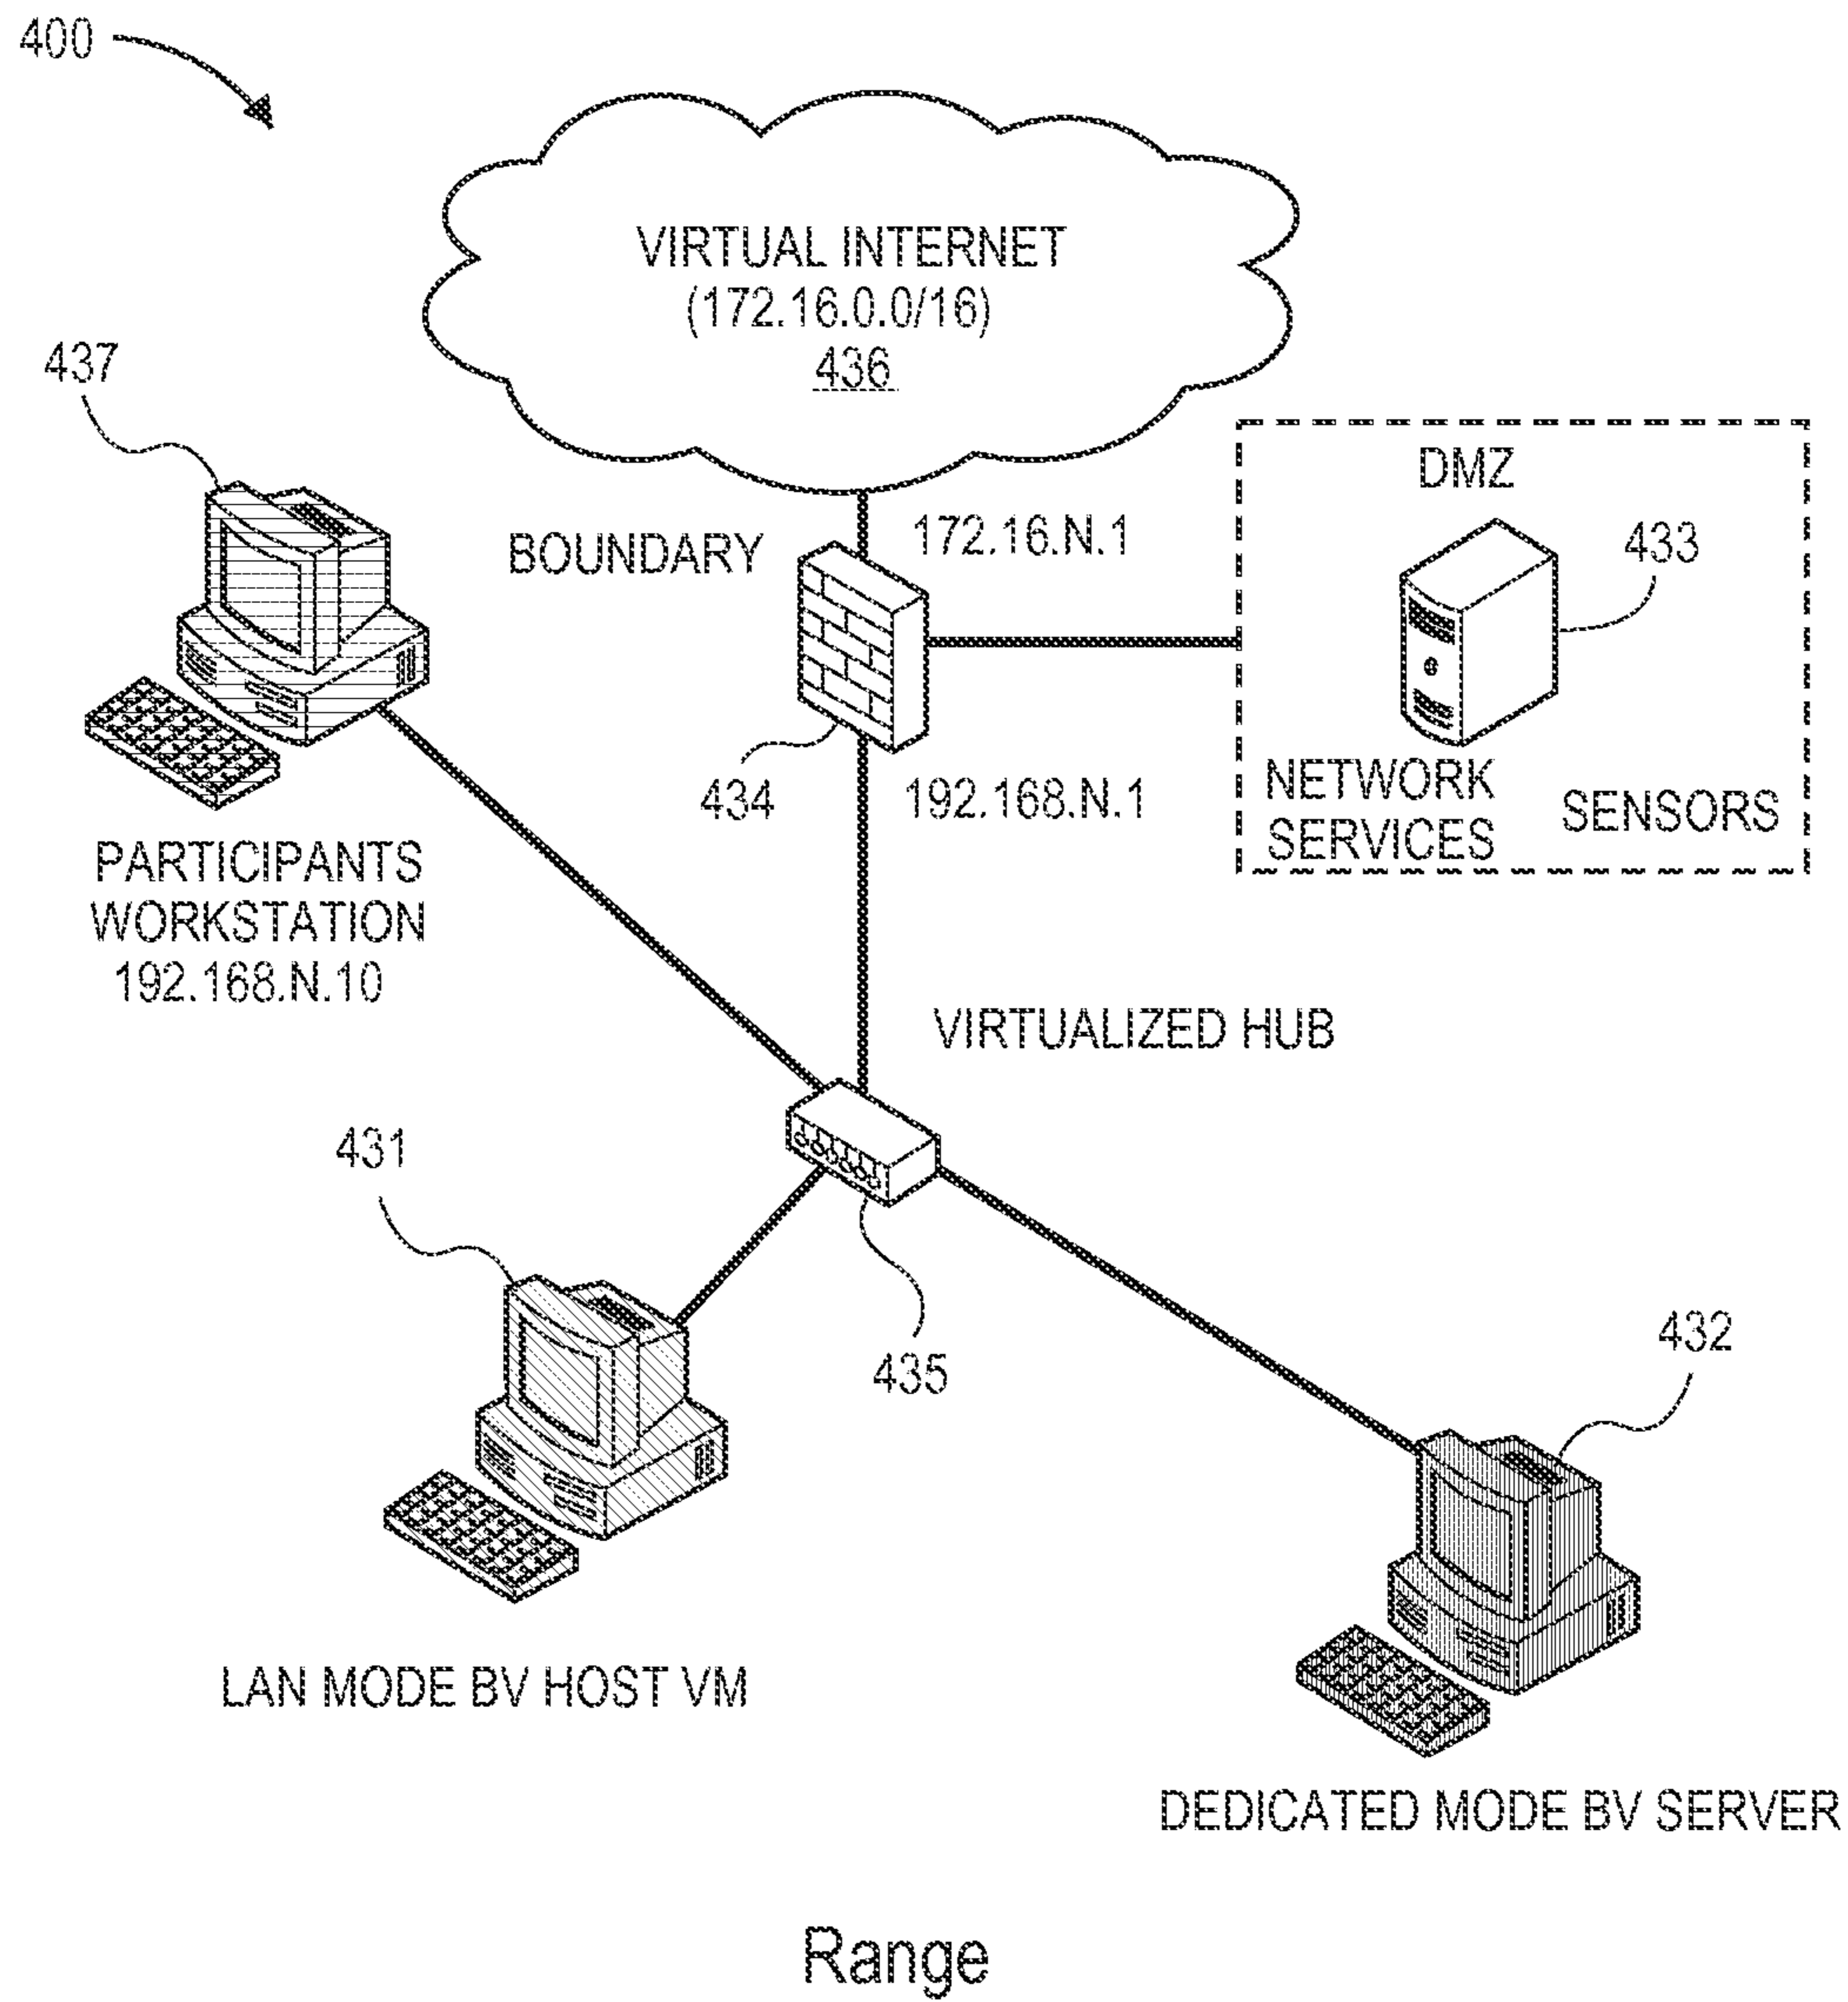 400
VIRTUAL INTERNET
(172.16.0.0/16)
436
437
DMZ
BOUNDARY
172.16.N.1
433
434
192.168.N.1
NETWORK
SERVICES
SENSORS
PARTICIPANTS
WORKSTATION
192.168.N.10
VIRTUALIZED HUB
431
435
432
LAN MODE BV HOST VM
DEDICATED MODE BV SERVER
Range